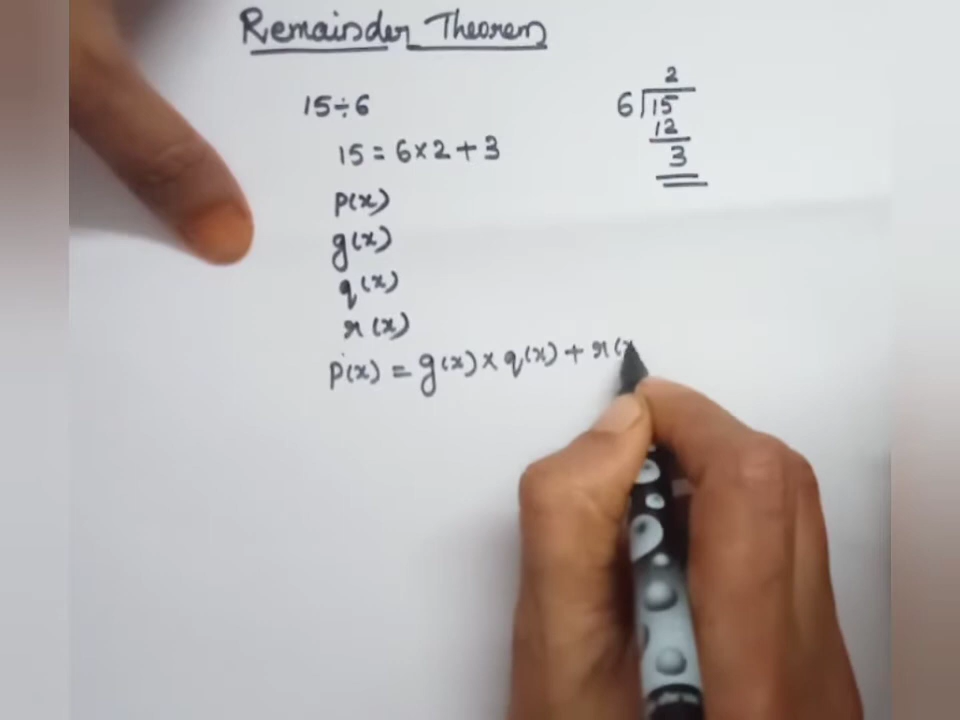 Remainder Theorem
15÷6
15 = 6×2+3
p(x)
g(x)
q(x)
r(x)
p(x) = g(x) × q(x) + r(x
2
6 15
12
3